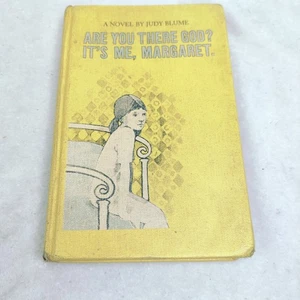 A NOVEL BY JUDY BLUME
ARE YOU THERE GOD?
IT'S ME, MARGARET.